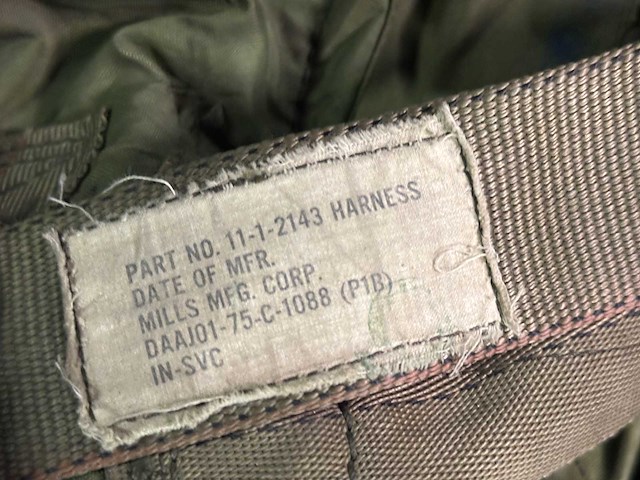 PART NO. 11-1-2143 HARNESS
DATE OF MFR.
MILLS MFG. CORP.
DAAJ01-75-C-1088 (P1B)
IN-SVC